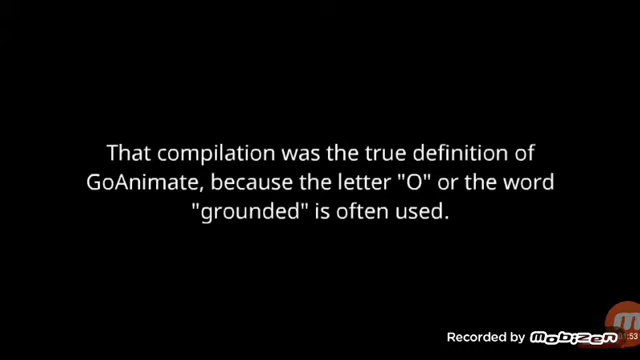 That compilation was the true definition of
GoAnimate, because the letter "O" or the word
"grounded" is often used.
Recorded by Mobizen